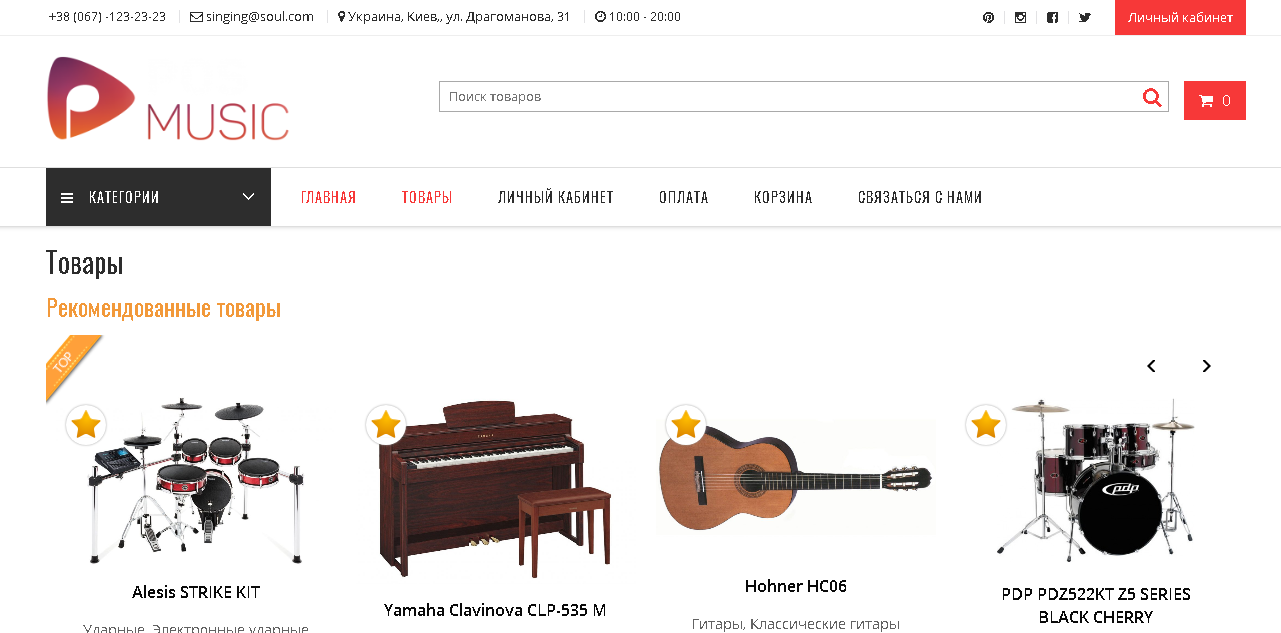 +38 (067) -123-23-23 singing@soul.com Украина, Киев,, ул. Драгоманова, 31 10:00 - 20:00 Личный кабинет
MUSIC
Поиск товаров
0
КАТЕГОРИИ ГЛАВНАЯ ТОВАРЫ ЛИЧНЫЙ КАБИНЕТ ОПЛАТА КОРЗИНА СВЯЗАТЬСЯ С НАМИ
Товары
Рекомендованные товары
TOP
pdp
Alesis STRIKE KIT
Ударные, Электронные ударные
Yamaha Clavinova CLP-535 M
Hohner HC06
Гитары, Классические гитары
PDP PDZ522KT Z5 SERIES
BLACK CHERRY